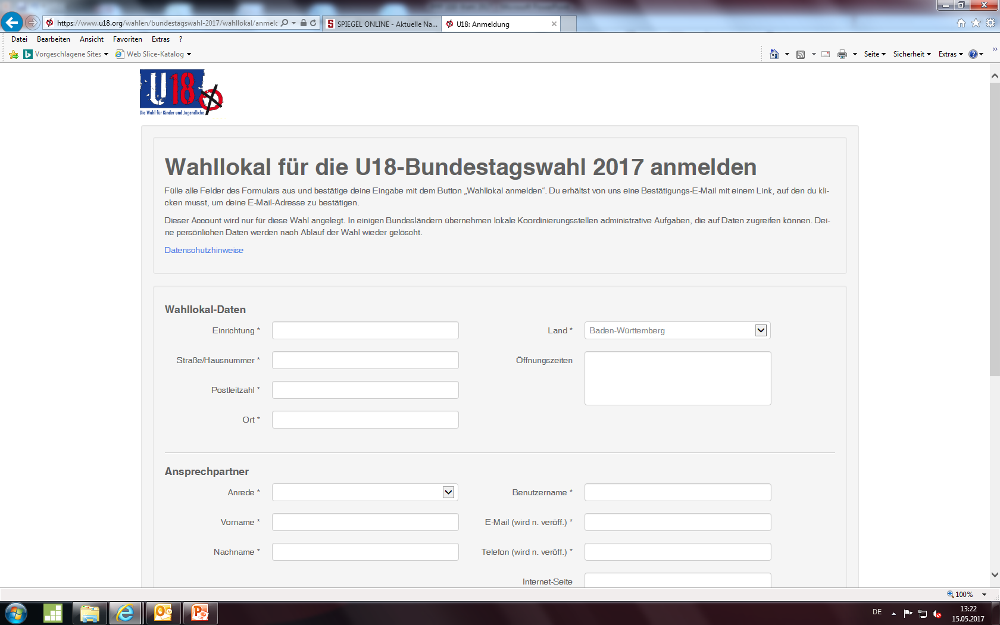 https://www.u18.org/wahlen/bundestagswahl-2017/wahllokal/anmelc
SPIEGEL ONLINE - Aktuelle Na...
U18: Anmeldung
Datei Bearbeiten Ansicht Favoriten Extras ?
Vorgeschlagene Sites Web Slice-Katalog
Seite Sicherheit Extras
U18
Die Wahl für Kinder und Jugendliche
Wahllokal für die U18-Bundestagswahl 2017 anmelden
Fülle alle Felder des Formulars aus und bestätige deine Eingabe mit dem Button „Wahllokal anmelden“. Du erhältst von uns eine Bestätigungs-E-Mail mit einem Link, auf den du kli-
cken musst, um deine E-Mail-Adresse zu bestätigen.
Dieser Account wird nur für diese Wahl angelegt. In einigen Bundesländern übernehmen lokale Koordinierungsstellen administrative Aufgaben, die auf Daten zugreifen können. Dei-
ne persönlichen Daten werden nach Ablauf der Wahl wieder gelöscht.
Datenschutzhinweise
Wahllokal-Daten
Einrichtung *
Land * Baden-Württemberg
Straße/Hausnummer *
Öffnungszeiten
Postleitzahl *
Ort *
Ansprechpartner
Anrede *
Benutzername *
Vorname *
E-Mail (wird n. veröff.) *
Nachname *
Telefon (wird n. veröff.) *
Internet-Seite
100%
DE
13:22
15.05.2017